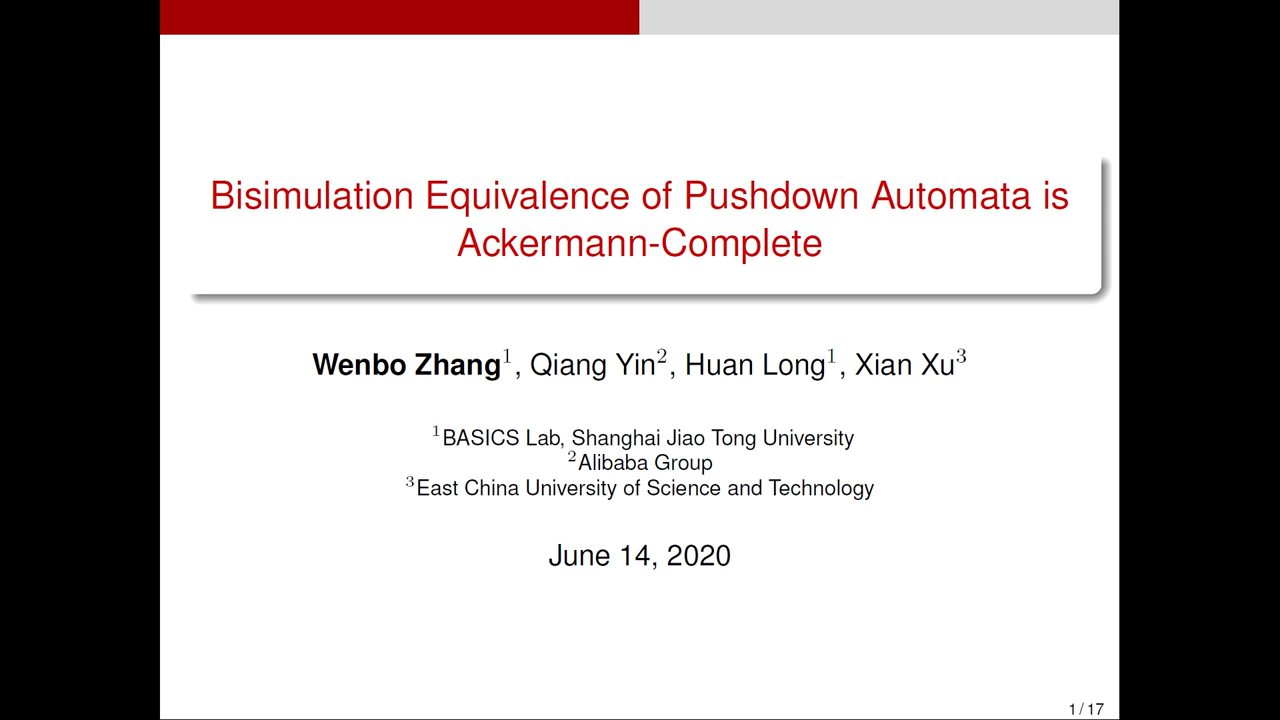 Bisimulation Equivalence of Pushdown Automata is
Ackermann-Complete
Wenbo Zhang¹, Qiang Yin², Huan Long¹, Xian Xu³
¹BASICS Lab, Shanghai Jiao Tong University
²Alibaba Group
³East China University of Science and Technology
June 14, 2020
1 / 17